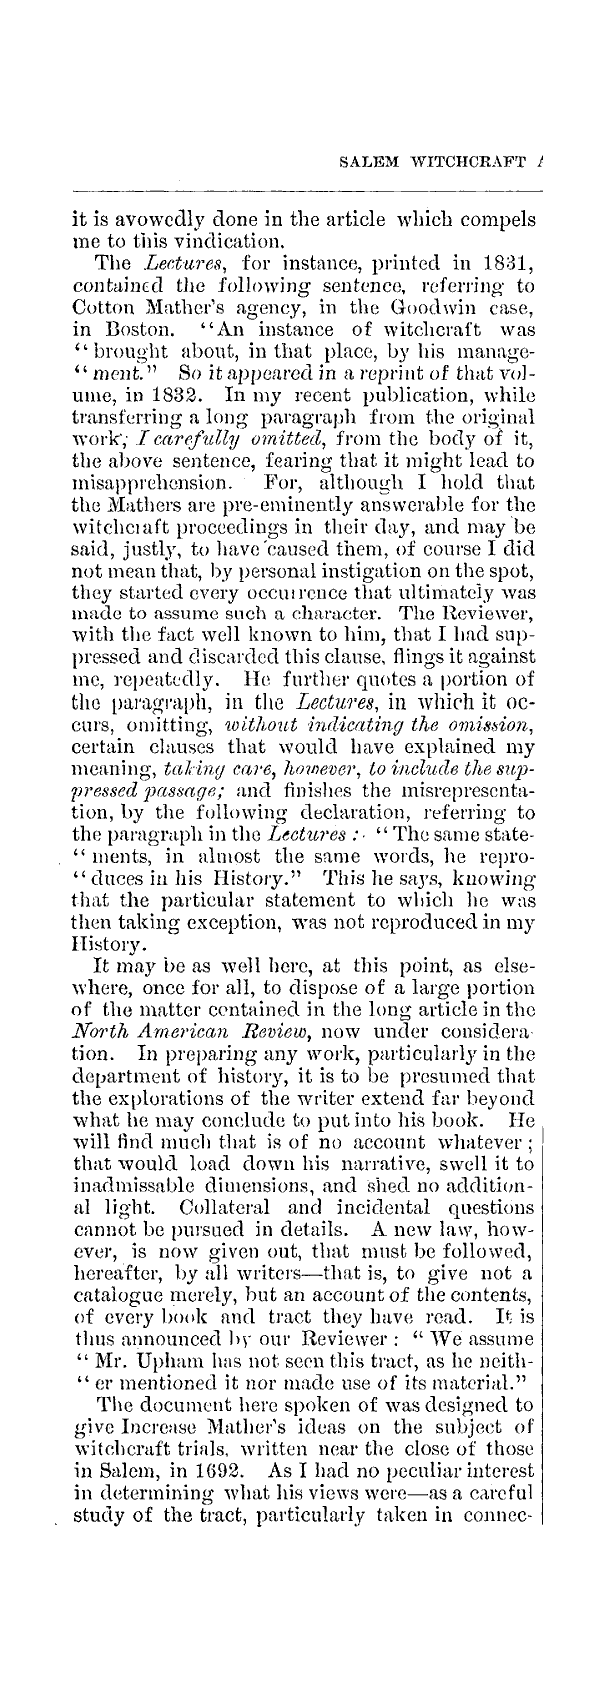 SALEM WITCHCRAFT
it is avowedly done in the article which compels
me to this vindication.
The Lectures, for instance, printed in 1831,
contained the following sentence, referring to
Cotton Mather's agency, in the Goodwin case,
in Boston. “An instance of witchcraft was
“ brought about, in that place, by his manage-
“ ment.” So it appeared in a reprint of that vol-
ume, in 1832. In my recent publication, while
transferring a long paragraph from the original
work, I carefully omitted, from the body of it,
the above sentence, fearing that it might lead to
misapprehension. For, although I hold that
the Mathers are pre-eminently answerable for the
witchcraft proceedings in their day, and may be
said, justly, to have caused them, of course I did
not mean that, by personal instigation on the spot,
they started every occurrence that ultimately was
made to assume such a character. The Reviewer,
with the fact well known to him, that I had sup-
pressed and discarded this clause, flings it against
me, repeatedly. He further quotes a portion of
the paragraph, in the Lectures, in which it oc-
curs, omitting, without indicating the omission,
certain clauses that would have explained my
meaning, taking care, however, to include the sup-
pressed passage; and finishes the misrepresenta-
tion, by the following declaration, referring to
the paragraph in the Lectures : “ The same state-
“ ments, in almost the same words, he repro-
“ duces in his History.” This he says, knowing
that the particular statement to which he was
then taking exception, was not reproduced in my
History.
It may be as well here, at this point, as else-
where, once for all, to dispose of a large portion
of the matter contained in the long article in the
North American Review, now under considera-
tion. In preparing any work, particularly in the
department of history, it is to be presumed that
the explorations of the writer extend far beyond
what he may conclude to put into his book. He
will find much that is of no account whatever ;
that would load down his narrative, swell it to
inadmissable dimensions, and shed no addition-
al light. Collateral and incidental questions
cannot be pursued in details. A new law, how-
ever, is now given out, that must be followed,
hereafter, by all writers—that is, to give not a
catalogue merely, but an account of the contents,
of every book and tract they have read. It is
thus announced by our Reviewer : “ We assume
“ Mr. Upham has not seen this tract, as he neith-
“ er mentioned it nor made use of its material.”
The document here spoken of was designed to
give Increase Mather's ideas on the subject of
witchcraft trials, written near the close of those
in Salem, in 1692. As I had no peculiar interest
in determining what his views were—as a careful
study of the tract, particularly taken in connec-